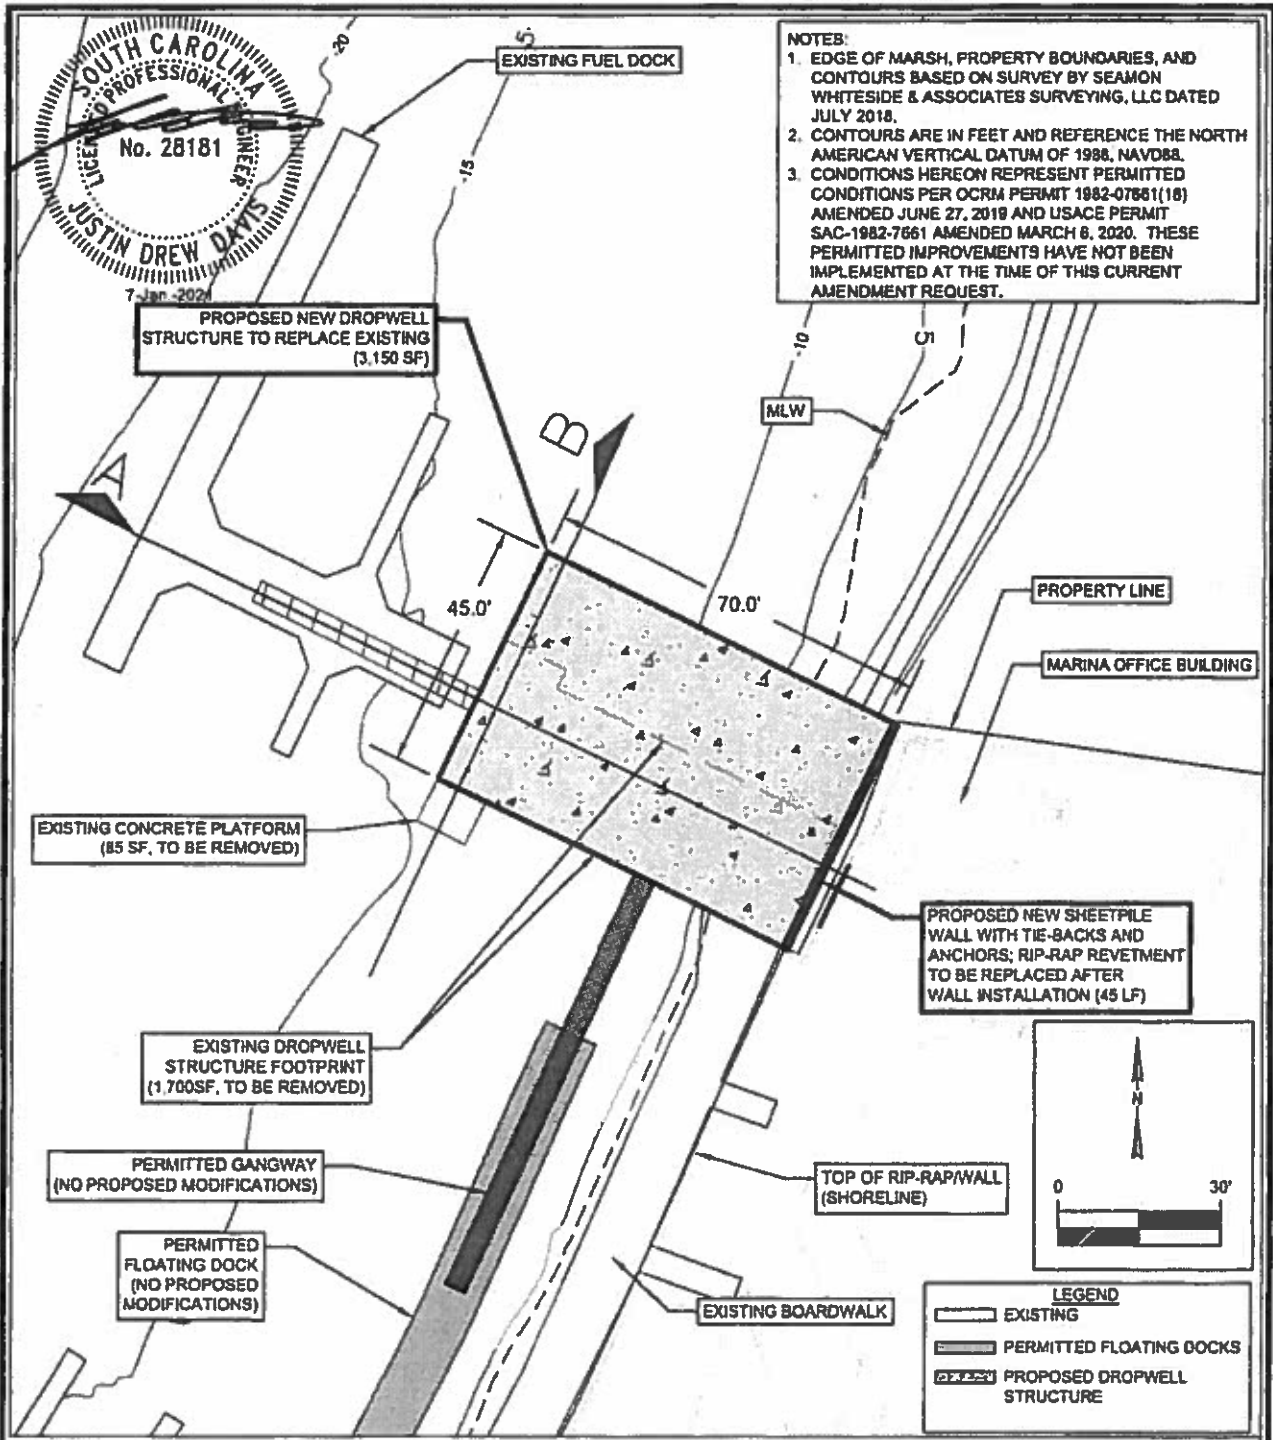 SOUTH CAROLINA
LICENSED PROFESSIONAL ENGINEER
No. 28181
JUSTIN DREW DAVIS
-20
-15
EXISTING FUEL DOCK
NOTES:
1. EDGE OF MARSH, PROPERTY BOUNDARIES, AND
CONTOURS BASED ON SURVEY BY SEAMON
WHITESIDE & ASSOCIATES SURVEYING, LLC DATED
JULY 2018.
2. CONTOURS ARE IN FEET AND REFERENCE THE NORTH
AMERICAN VERTICAL DATUM OF 1988, NAVD88.
3. CONDITIONS HEREON REPRESENT PERMITTED
CONDITIONS PER OCRM PERMIT 1982-07661(18)
AMENDED JUNE 27, 2019 AND USACE PERMIT
SAC-1982-7661 AMENDED MARCH 6, 2020. THESE
PERMITTED IMPROVEMENTS HAVE NOT BEEN
IMPLEMENTED AT THE TIME OF THIS CURRENT
AMENDMENT REQUEST.
PROPOSED NEW DROPWELL
STRUCTURE TO REPLACE EXISTING
(3,150 SF)
-10
MLW
A
B
45.0'
70.0'
PROPERTY LINE
MARINA OFFICE BUILDING
EXISTING CONCRETE PLATFORM
(85 SF, TO BE REMOVED)
PROPOSED NEW SHEETPILE
WALL WITH TIE-BACKS AND
ANCHORS; RIP-RAP REVETMENT
TO BE REPLACED AFTER
WALL INSTALLATION (45 LF)
EXISTING DROPWELL
STRUCTURE FOOTPRINT
(1,700SF, TO BE REMOVED)
PERMITTED GANGWAY
(NO PROPOSED MODIFICATIONS)
TOP OF RIP-RAP/WALL
(SHORELINE)
PERMITTED
FLOATING DOCK
(NO PROPOSED
MODIFICATIONS)
EXISTING BOARDWALK
N
0 30'
LEGEND
EXISTING
PERMITTED FLOATING DOCKS
PROPOSED DROPWELL
STRUCTURE